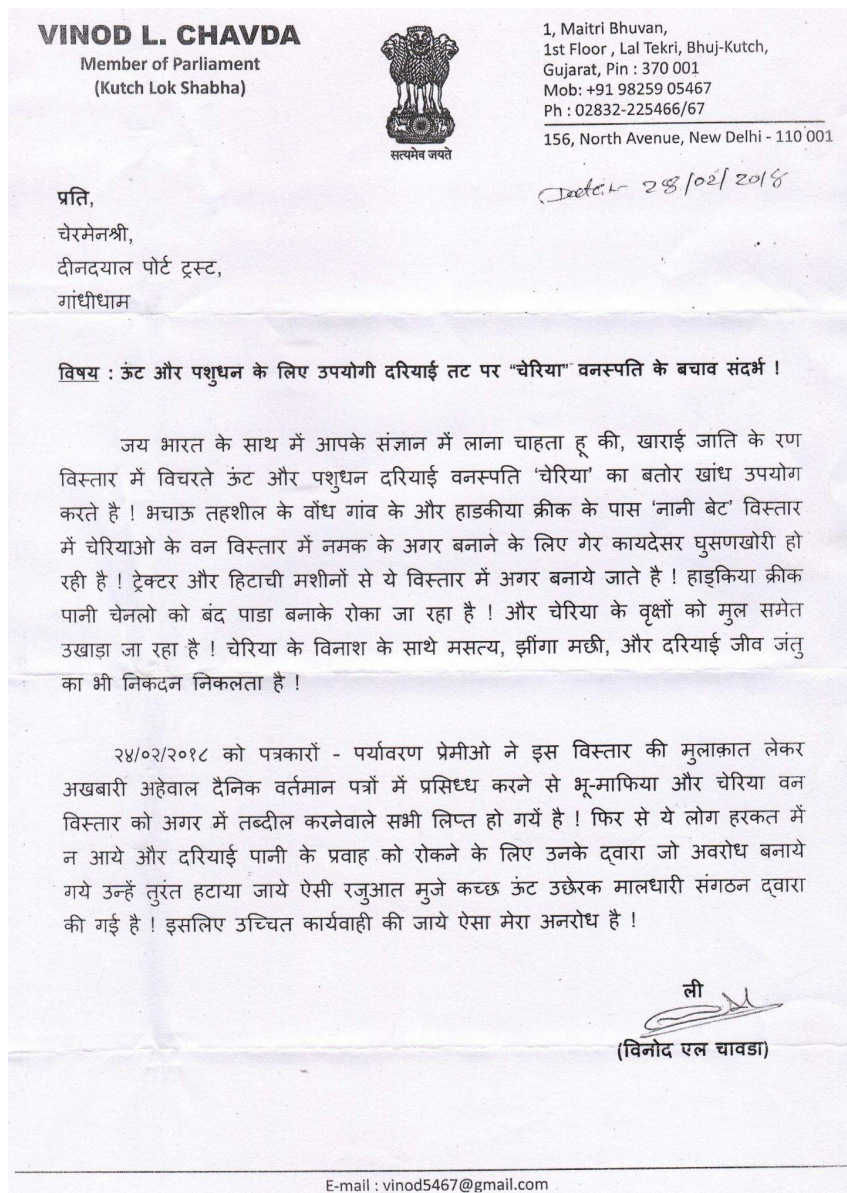 VINOD L. CHAVDA
Member of Parliament
(Kutch Lok Shabha)
सत्यमेव जयते
1, Maitri Bhuvan,
1st Floor , Lal Tekri, Bhuj-Kutch,
Gujarat, Pin : 370 001
Mob: +91 98259 05467
Ph : 02832-225466/67
156, North Avenue, New Delhi - 110 001
28/02/2018
प्रति,
चेरमेनश्री,
दीनदयाल पोर्ट ट्रस्ट,
गांधीधाम
विषय : ऊंट और पशुधन के लिए उपयोगी दरियाई तट पर “चेरिया” वनस्पति के बचाव संदर्भ !
जय भारत के साथ में आपके संज्ञान में लाना चाहता हू की, खाराई जाति के रण
विस्तार में विचरते ऊंट और पशुधन दरियाई वनस्पति ‘चेरिया’ का बतोर खांध उपयोग
करते है ! भचाऊ तहशील के वोंध गांव के और हाडकीया क्रीक के पास ‘नानी बेट’ विस्तार
में चेरियाओ के वन विस्तार में नमक के अगर बनाने के लिए गेर कायदेसर घुसणखोरी हो
रही है ! ट्रेक्टर और हिटाची मशीनों से ये विस्तार में अगर बनाये जाते है ! हाड्किया क्रीक
पानी चेनलो को बंद पाडा बनाके रोका जा रहा है ! और चेरिया के वृक्षों को मुल समेत
उखाड़ा जा रहा है ! चेरिया के विनाश के साथे मसत्य, झींगा मछी, और दरियाई जीव जंतु
का भी निकदन निकलता है !
२४/०२/२०१८ को पत्रकारों - पर्यावरण प्रेमीओ ने इस विस्तार की मुलाक़ात लेकर
अखबारी अहेवाल दैनिक वर्तमान पत्रों में प्रसिध्ध करने से भू-माफिया और चेरिया वन
विस्तार को अगर में तब्दील करनेवाले सभी लिप्त हो गयें है ! फिर से ये लोग हरकत में
न आये और दरियाई पानी के प्रवाह को रोकने के लिए उनके द्वारा जो अवरोध बनाये
गये उन्हें तुरंत हटाया जाये ऐसी रजुआत मुजे कच्छ ऊंट उछेरक मालधारी संगठन द्वारा
की गई है ! इसलिए उच्चित कार्यवाही की जाये ऐसा मेरा अनरोध है !
ली
(विनोद एल चावडा)
E-mail : vinod5467@gmail.com